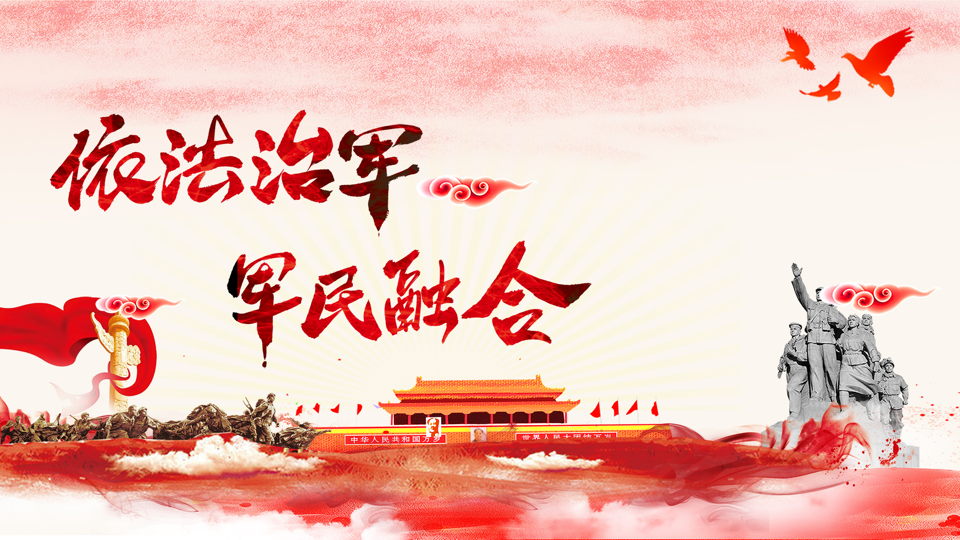 依法治军
军民融合
中华人民共和国万岁
世界人民大团结万岁